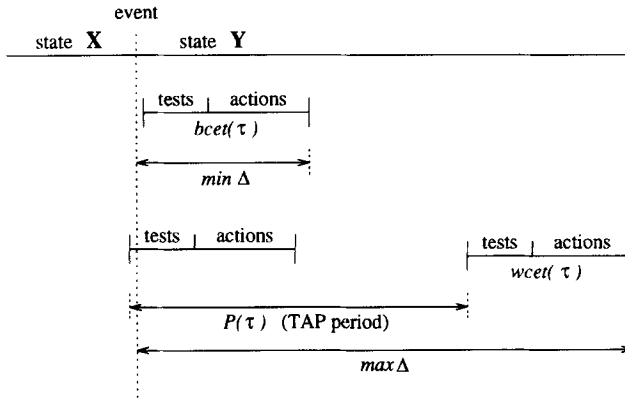 event
state X
state Y
tests actions
bcet(τ)
min Δ
tests actions
tests actions
wcet(τ)
P(τ) (TAP period)
max Δ